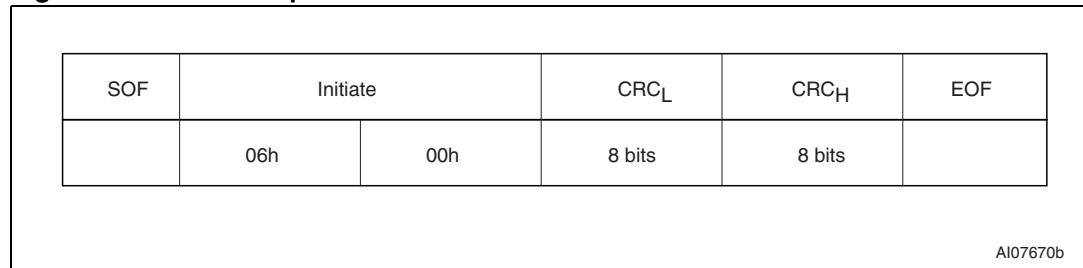 SOF Initiate CRCL CRCH EOF
06h 00h 8 bits 8 bits
AI07670b